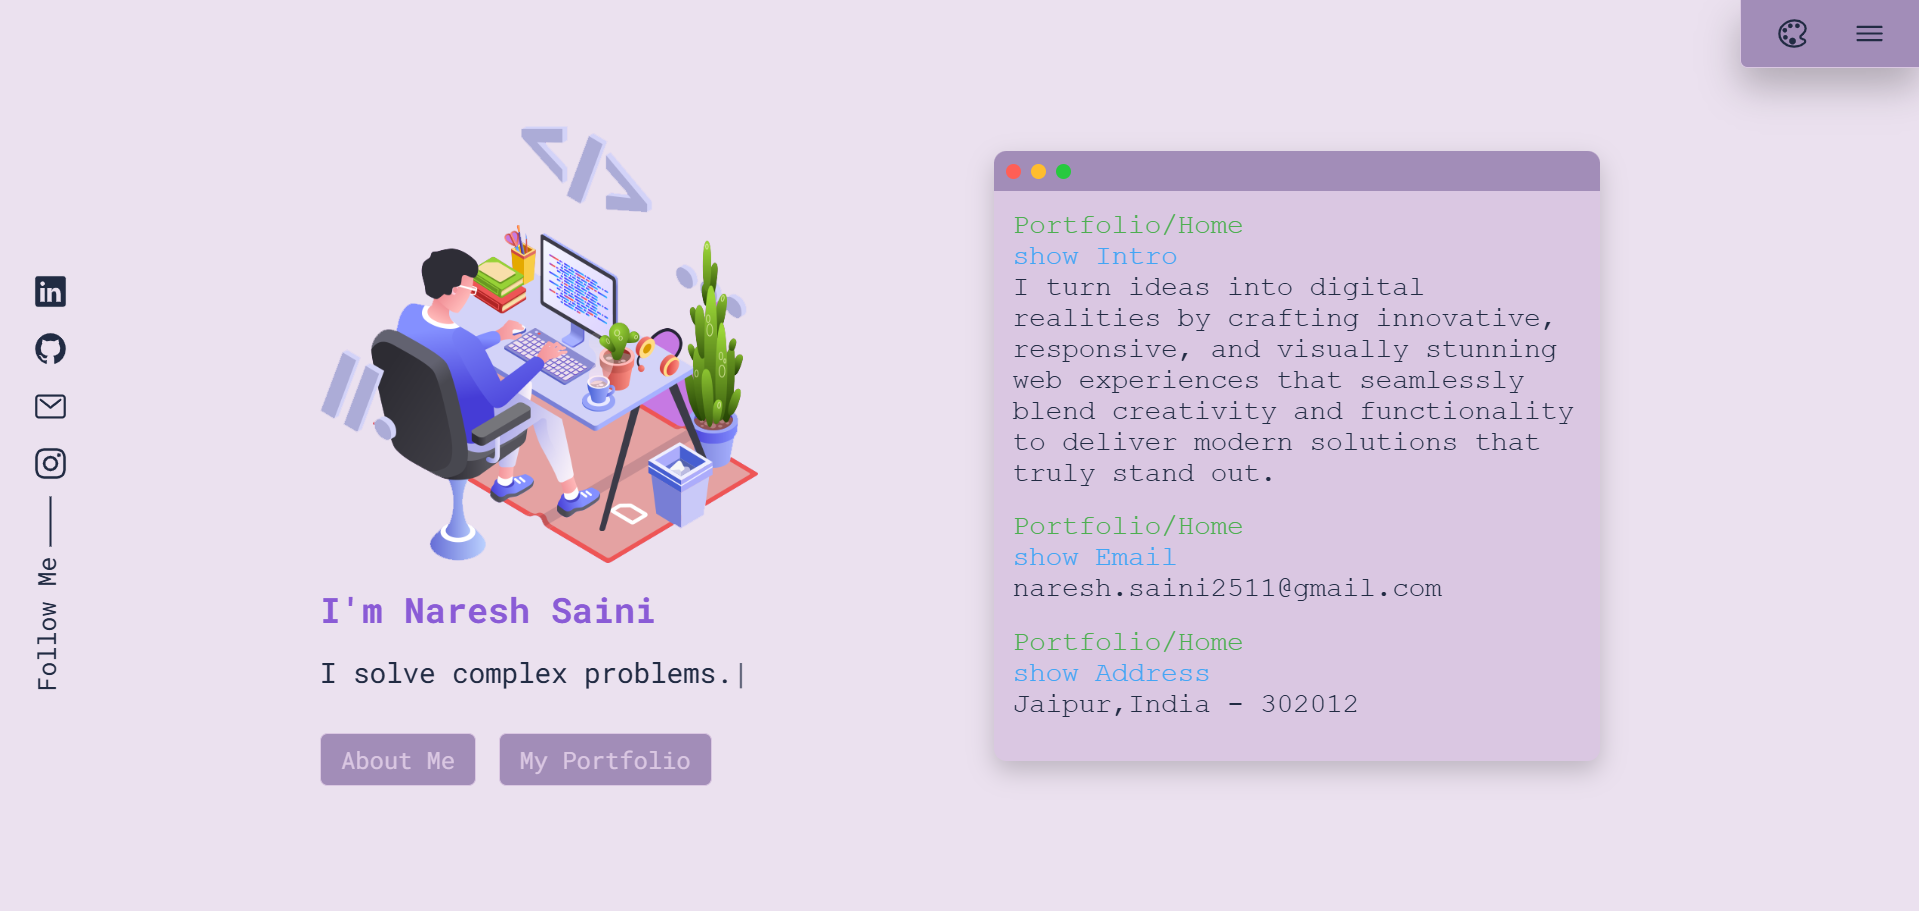 Follow Me
I'm Naresh Saini
I solve complex problems.|
About Me
My Portfolio
Portfolio/Home
show Intro
I turn ideas into digital
realities by crafting innovative,
responsive, and visually stunning
web experiences that seamlessly
blend creativity and functionality
to deliver modern solutions that
truly stand out.
Portfolio/Home
show Email
naresh.saini2511@gmail.com
Portfolio/Home
show Address
Jaipur,India - 302012